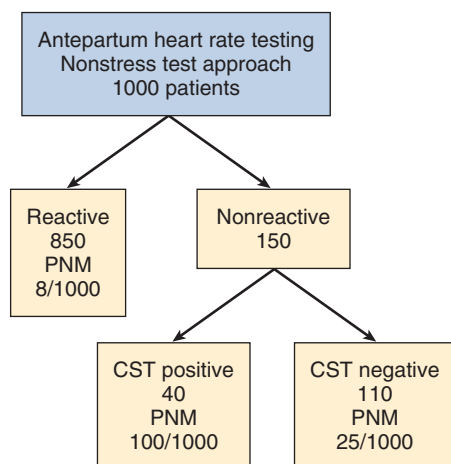 Antepartum heart rate testing
Nonstress test approach
1000 patients
Reactive
850
PNM
8/1000
Nonreactive
150
CST positive
40
PNM
100/1000
CST negative
110
PNM
25/1000